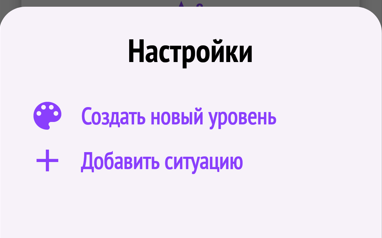 Настройки
Создать новый уровень
Добавить ситуацию